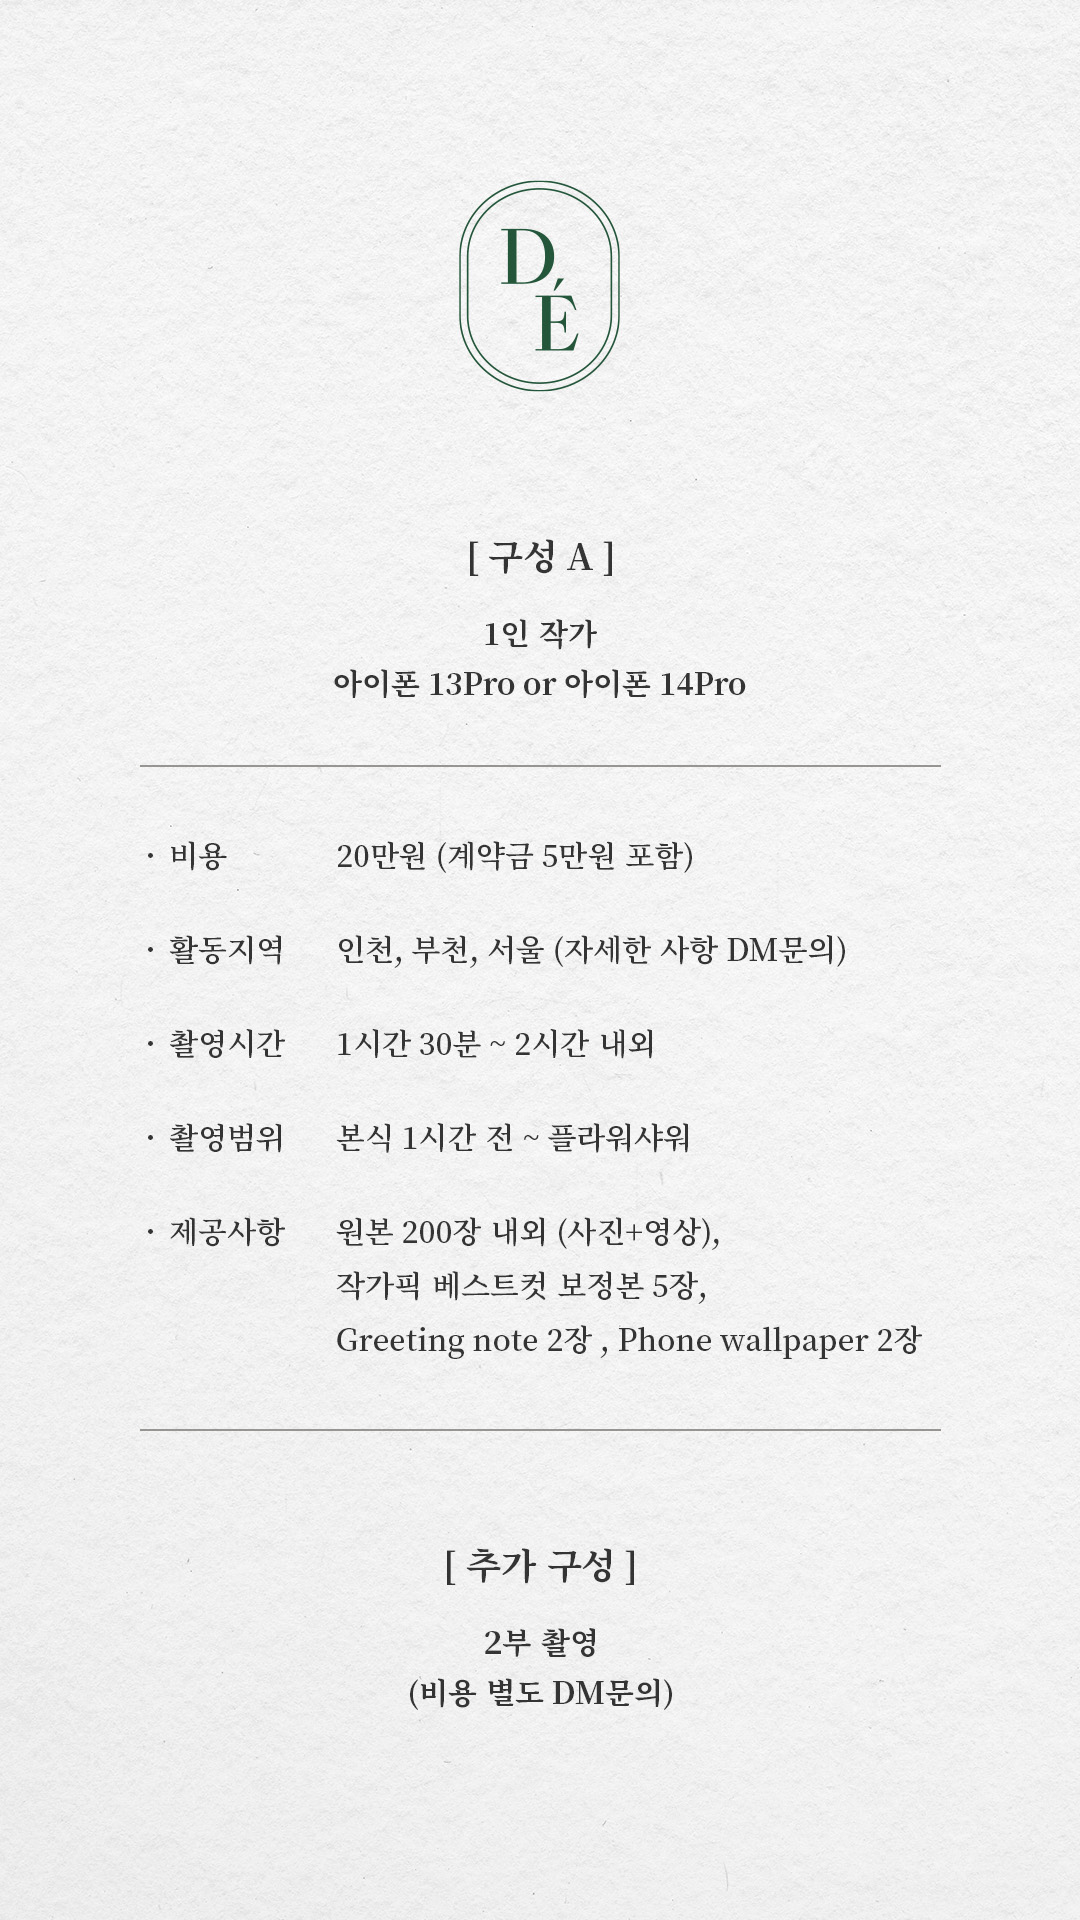 D
É
[ 구성 A ]
1인 작가
아이폰 13Pro or 아이폰 14Pro
· 비용 20만원 (계약금 5만원 포함)
· 활동지역 인천, 부천, 서울 (자세한 사항 DM문의)
· 촬영시간 1시간 30분 ~ 2시간 내외
· 촬영범위 본식 1시간 전 ~ 플라워샤워
· 제공사항 원본 200장 내외 (사진+영상),
작가픽 베스트컷 보정본 5장,
Greeting note 2장 , Phone wallpaper 2장
[ 추가 구성 ]
2부 촬영
(비용 별도 DM문의)